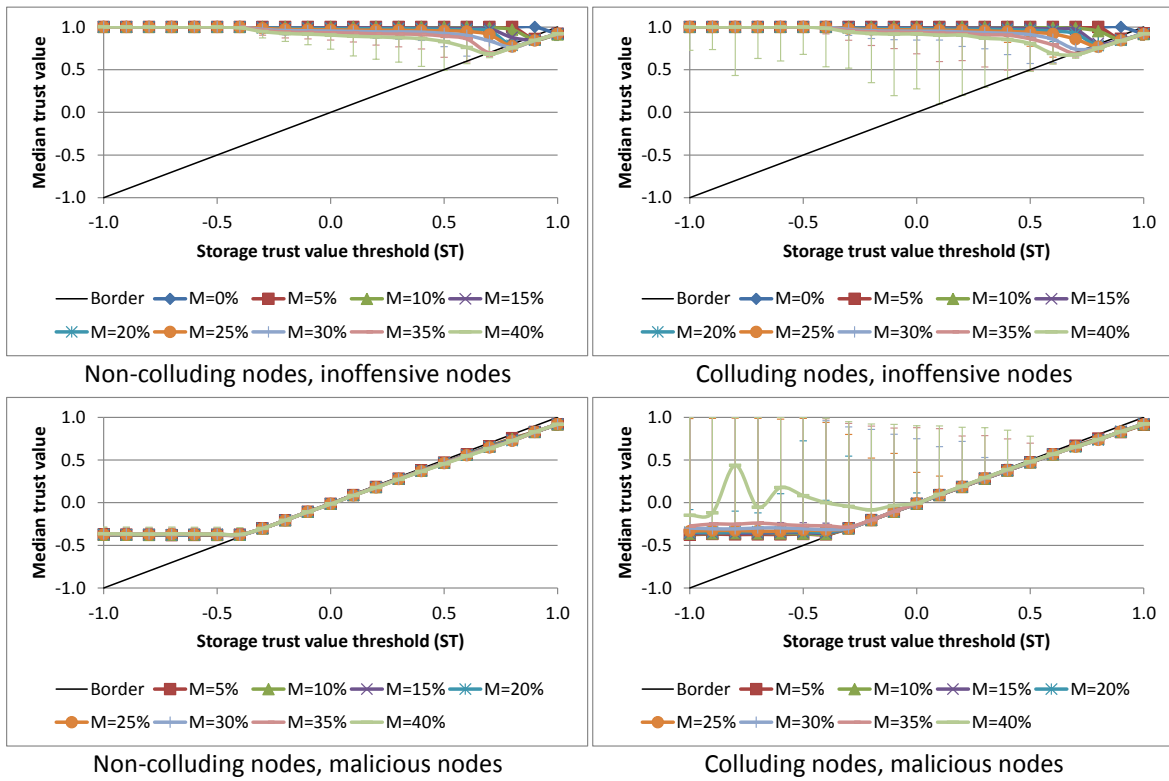 1.0
0.5
0.0
-0.5
-1.0
Median trust value
-1.0 -0.5 0.0 0.5 1.0
Storage trust value threshold (ST)
Border M=0% M=5% M=10% M=15%
M=20% M=25% M=30% M=35% M=40%
Non-colluding nodes, inoffensive nodes
1.0
0.5
0.0
-0.5
-1.0
Median trust value
-1.0 -0.5 0.0 0.5 1.0
Storage trust value threshold (ST)
Border M=0% M=5% M=10% M=15%
M=20% M=25% M=30% M=35% M=40%
Colluding nodes, inoffensive nodes
1.0
0.5
0.0
-0.5
-1.0
Median trust value
-1.0 -0.5 0.0 0.5 1.0
Storage trust value threshold (ST)
Border M=5% M=10% M=15% M=20%
M=25% M=30% M=35% M=40%
Non-colluding nodes, malicious nodes
1.0
0.5
0.0
-0.5
-1.0
Median trust value
-1.0 -0.5 0.0 0.5 1.0
Storage trust value threshold (ST)
Border M=5% M=10% M=15% M=20%
M=25% M=30% M=35% M=40%
Colluding nodes, malicious nodes